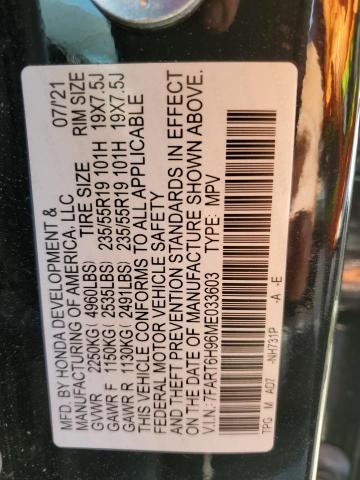 MFD. BY HONDA DEVELOPMENT & 07/'21
MANUFACTURING OF AMERICA, LLC.
TIRE SIZE RIM SIZE
GVWR 2250KG ( 4960LBS)
GAWR F 1150KG ( 2535LBS) 235/55R19 101H 19X7.5J
GAWR R 1130KG ( 2491LBS) 235/55R19 101H 19X7.5J
THIS VEHICLE CONFORMS TO ALL APPLICABLE
FEDERAL MOTOR VEHICLE SAFETY
AND THEFT PREVENTION STANDARDS IN EFFECT
ON THE DATE OF MANUFACTURE SHOWN ABOVE.
V.I.N.: 7FART6H96ME033603 TYPE: MPV
TPG M AD7 -NH731P -A -E